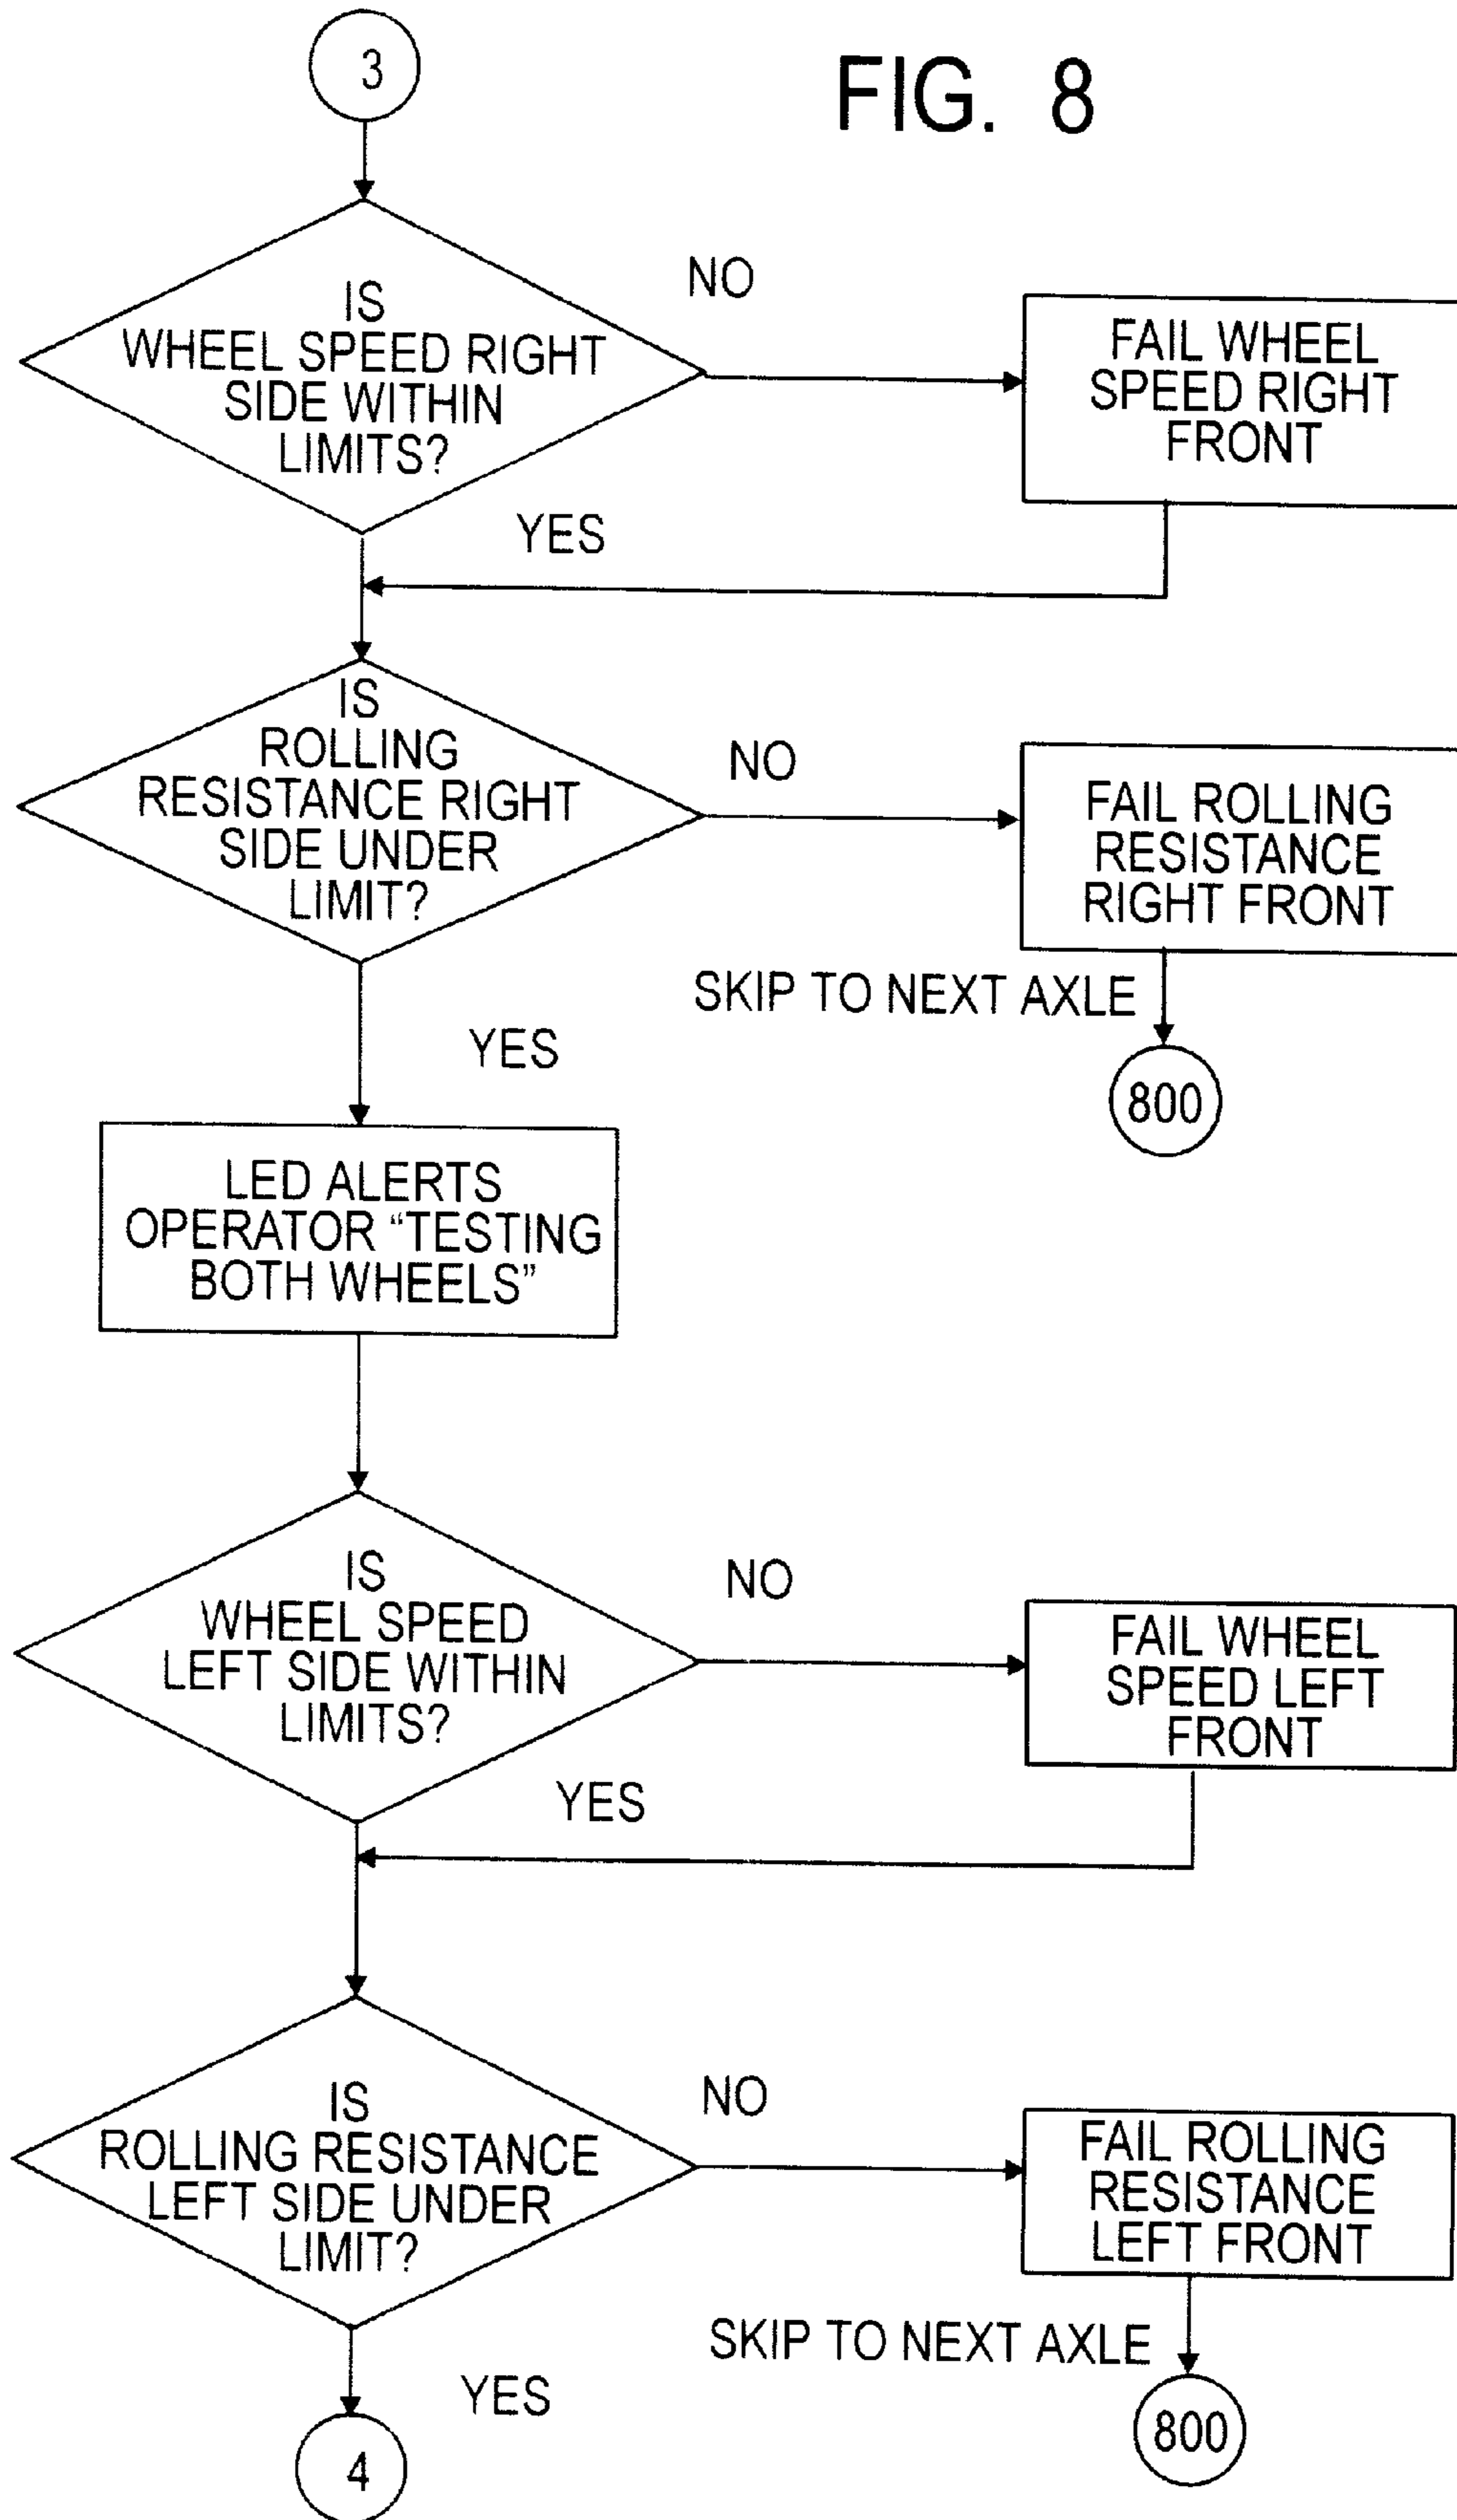 3
FIG. 8
IS
WHEEL SPEED RIGHT
SIDE WITHIN
LIMITS?
NO
FAIL WHEEL
SPEED RIGHT
FRONT
YES
IS
ROLLING
RESISTANCE RIGHT
SIDE UNDER
LIMIT?
NO
FAIL ROLLING
RESISTANCE
RIGHT FRONT
SKIP TO NEXT AXLE
800
YES
LED ALERTS
OPERATOR “TESTING
BOTH WHEELS”
IS
WHEEL SPEED
LEFT SIDE WITHIN
LIMITS?
NO
FAIL WHEEL
SPEED LEFT
FRONT
YES
IS
ROLLING RESISTANCE
LEFT SIDE UNDER
LIMIT?
NO
FAIL ROLLING
RESISTANCE
LEFT FRONT
SKIP TO NEXT AXLE
800
YES
4